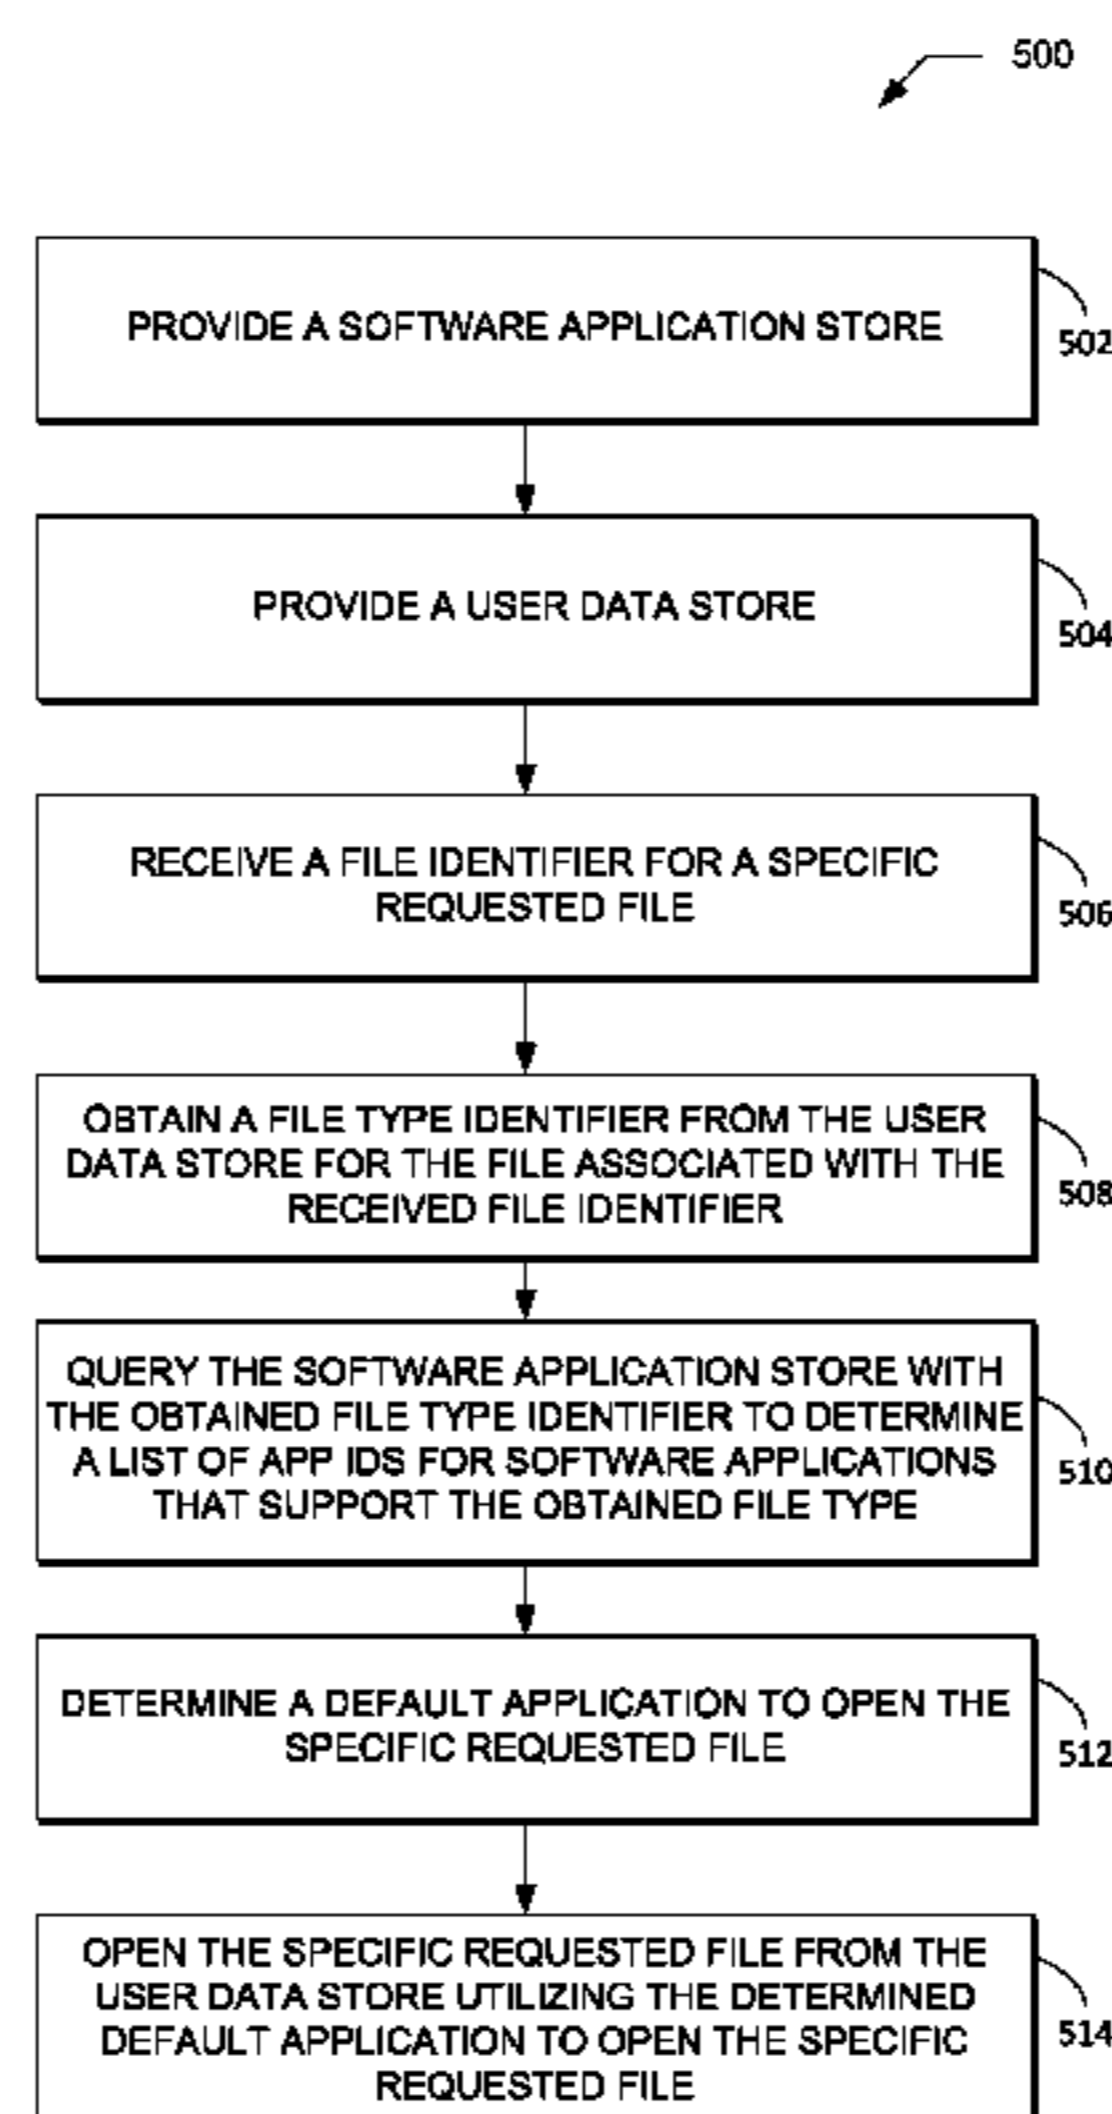 500
PROVIDE A SOFTWARE APPLICATION STORE
502
PROVIDE A USER DATA STORE
504
RECEIVE A FILE IDENTIFIER FOR A SPECIFIC
REQUESTED FILE
506
OBTAIN A FILE TYPE IDENTIFIER FROM THE USER
DATA STORE FOR THE FILE ASSOCIATED WITH THE
RECEIVED FILE IDENTIFIER
508
QUERY THE SOFTWARE APPLICATION STORE WITH
THE OBTAINED FILE TYPE IDENTIFIER TO DETERMINE
A LIST OF APP IDS FOR SOFTWARE APPLICATIONS
THAT SUPPORT THE OBTAINED FILE TYPE
510
DETERMINE A DEFAULT APPLICATION TO OPEN THE
SPECIFIC REQUESTED FILE
512
OPEN THE SPECIFIC REQUESTED FILE FROM THE
USER DATA STORE UTILIZING THE DETERMINED
DEFAULT APPLICATION TO OPEN THE SPECIFIC
REQUESTED FILE
514